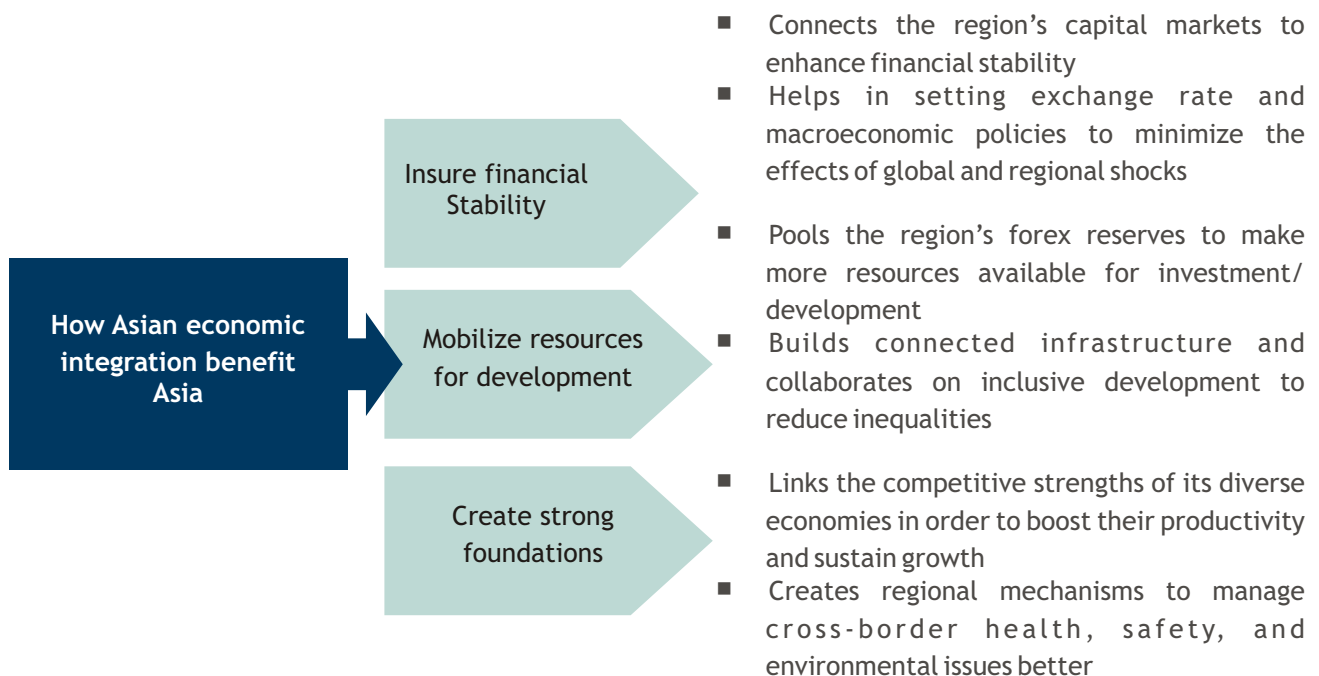 How Asian economic
integration benefit
Asia
Insure financial
Stability
■ Connects the region’s capital markets to
enhance financial stability
■ Helps in setting exchange rate and
macroeconomic policies to minimize the
effects of global and regional shocks
Mobilize resources
for development
■ Pools the region’s forex reserves to make
more resources available for investment/
development
■ Builds connected infrastructure and
collaborates on inclusive development to
reduce inequalities
Create strong
foundations
■ Links the competitive strengths of its diverse
economies in order to boost their productivity
and sustain growth
■ Creates regional mechanisms to manage
cross-border health, safety, and
environmental issues better